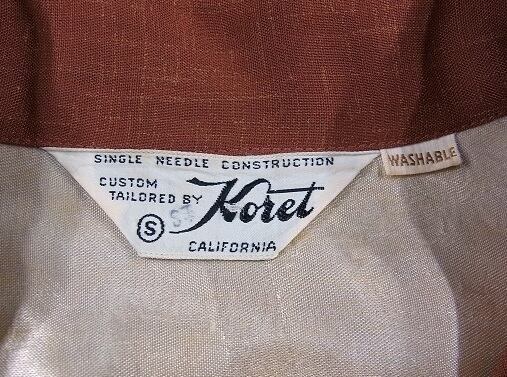 SINGLE NEEDLE CONSTRUCTION
CUSTOM
TAILORED BY Koret
S
CALIFORNIA
WASHABLE